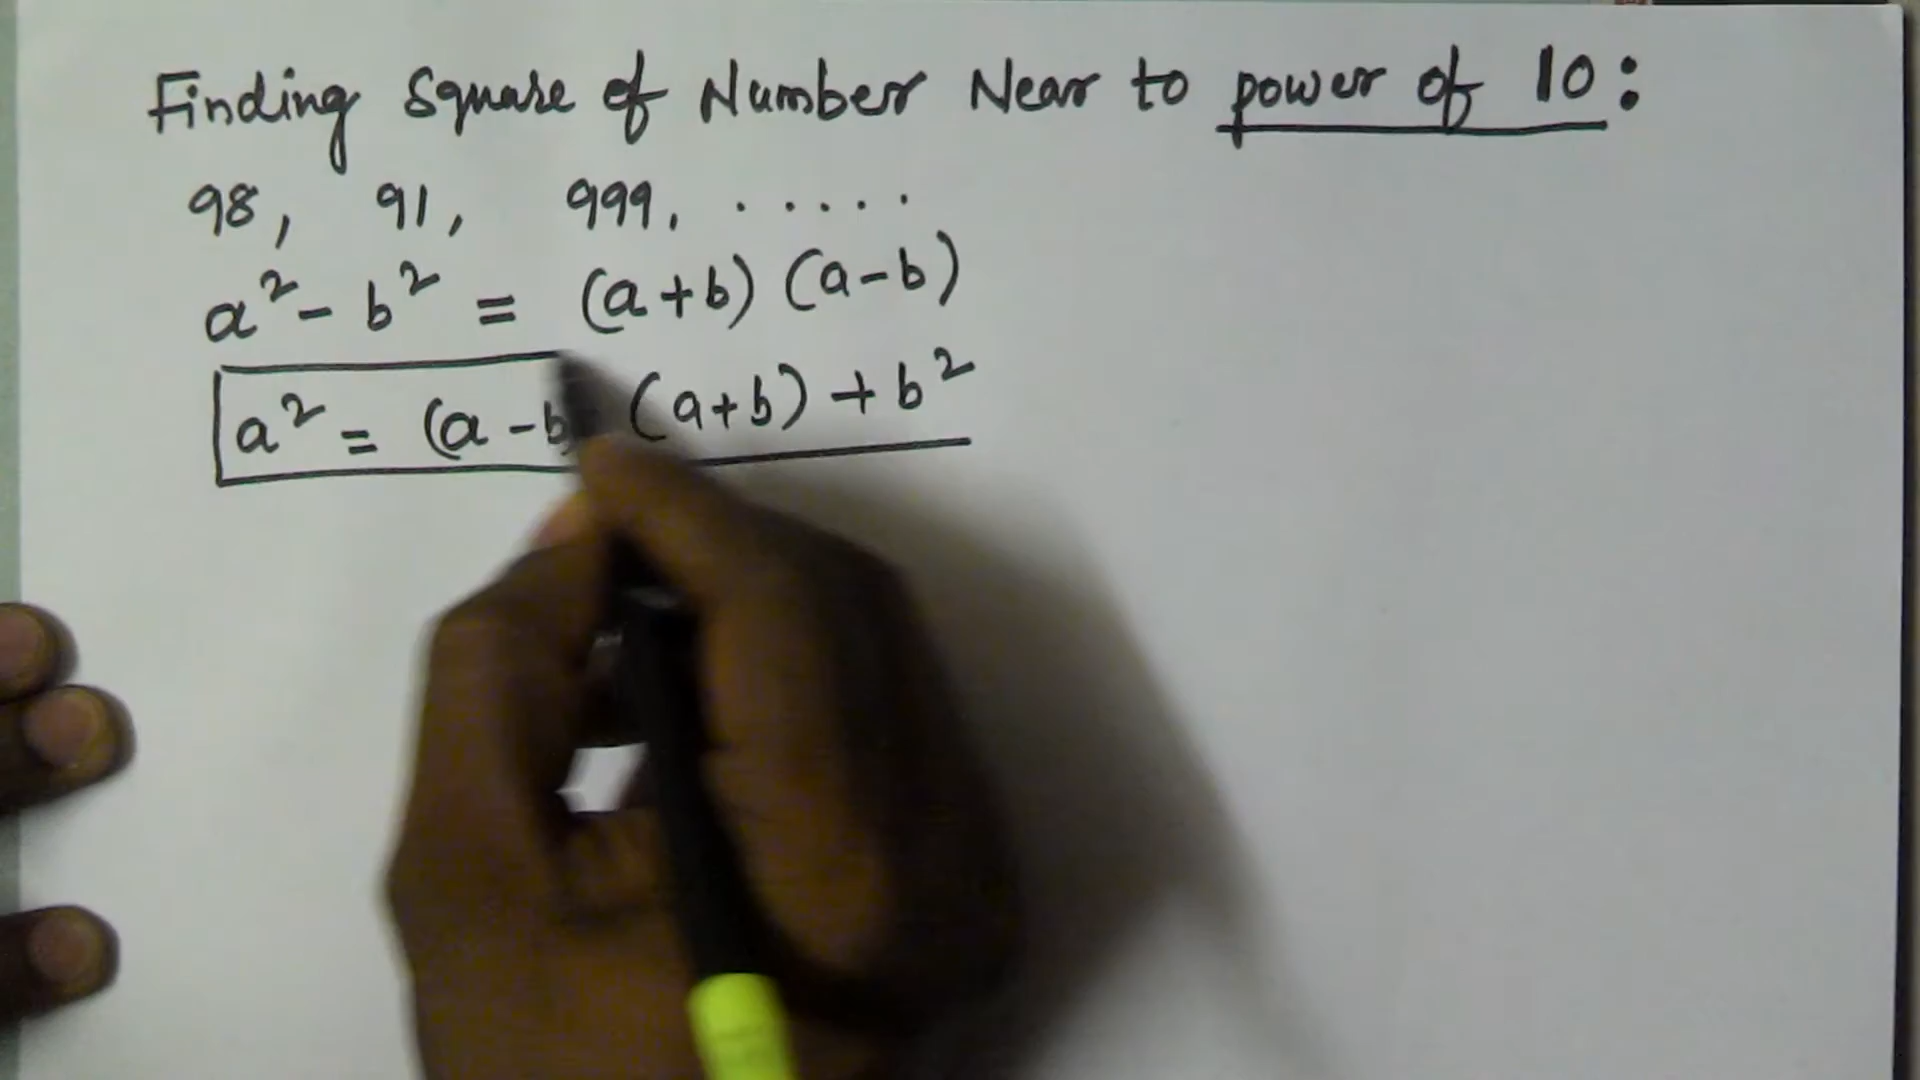 Finding Square of Number Near to power of 10:
98, 91, 999, .....
a² - b² = (a+b) (a-b)
a² = (a-b) (a+b) + b²